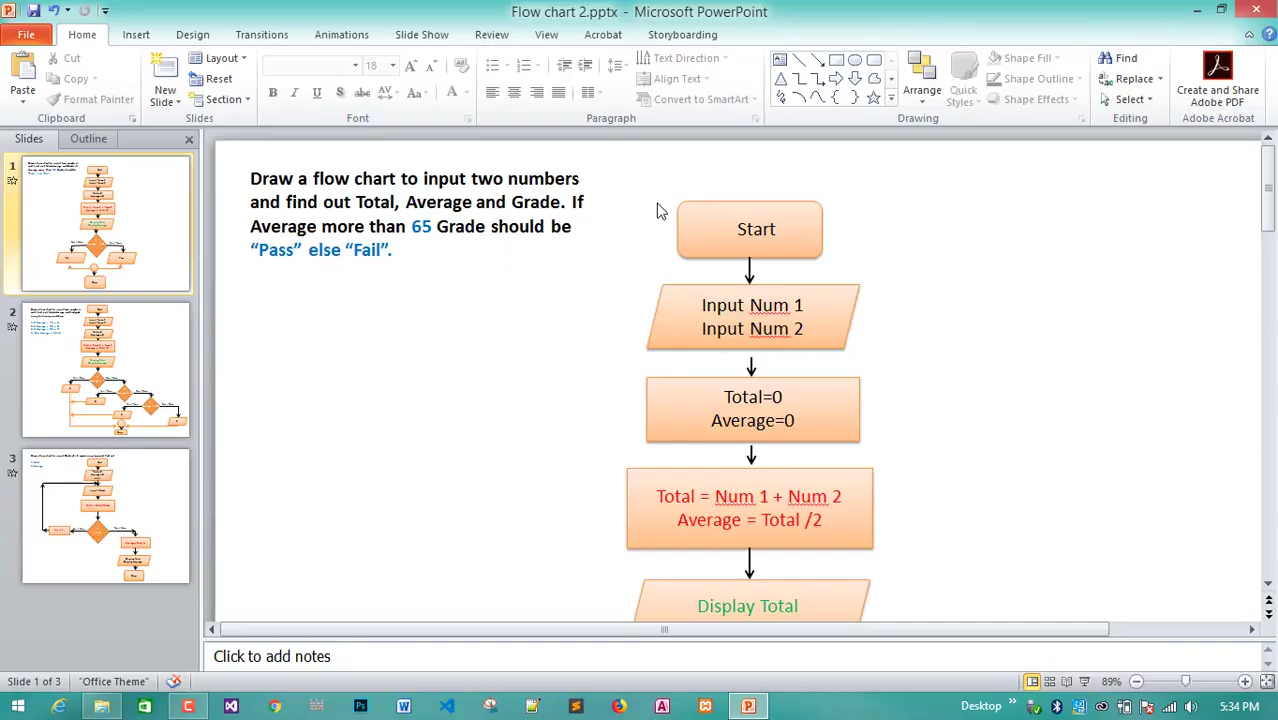 Flow chart 2.pptx - Microsoft PowerPoint
File Home Insert Design Transitions Animations Slide Show Review View Acrobat Storyboarding
Paste
Cut
Copy
Format Painter
Clipboard
New Slide
Layout
Reset
Section
Slides
18
Font
Text Direction
Align Text
Convert to SmartArt
Paragraph
Arrange
Quick Styles
Shape Fill
Shape Outline
Shape Effects
Drawing
Find
Replace
Select
Editing
Create and Share
Adobe PDF
Adobe Acrobat
Slides Outline
1
2
3
Draw a flow chart to input two numbers
and find out Total, Average and Grade. If
Average more than 65 Grade should be
“Pass” else “Fail”.
Start
Input Num 1
Input Num 2
Total=0
Average=0
Total = Num 1 + Num 2
Average = Total /2
Display Total
Click to add notes
Slide 1 of 3 "Office Theme" 89%
Desktop 5:34 PM